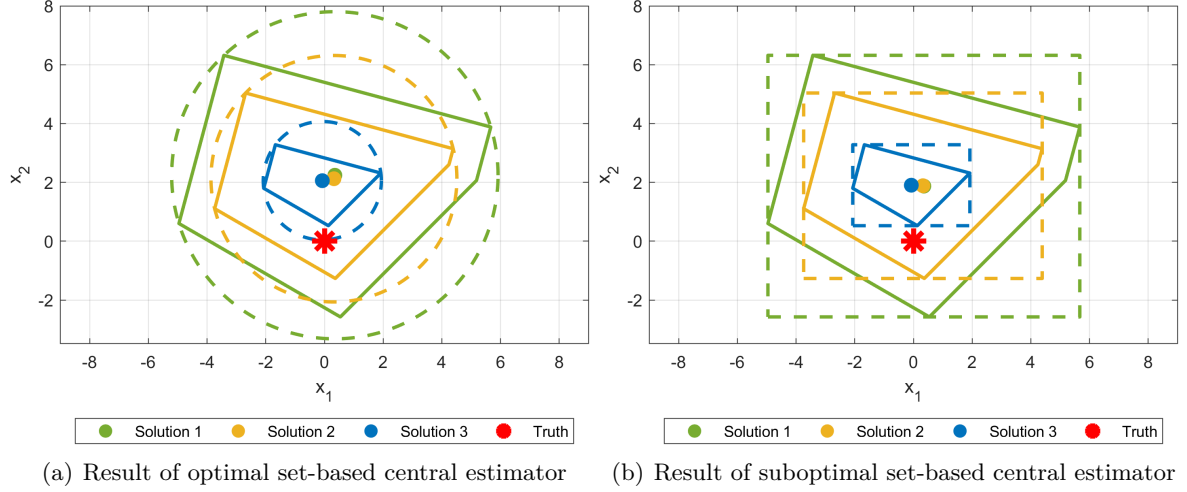 8
6
4
2
0
-2
x2
-8 -6 -4 -2 0 2 4 6 8
x1
Solution 1 Solution 2 Solution 3 Truth
(a) Result of optimal set-based central estimator
8
6
4
2
0
-2
x2
-8 -6 -4 -2 0 2 4 6 8
x1
Solution 1 Solution 2 Solution 3 Truth
(b) Result of suboptimal set-based central estimator